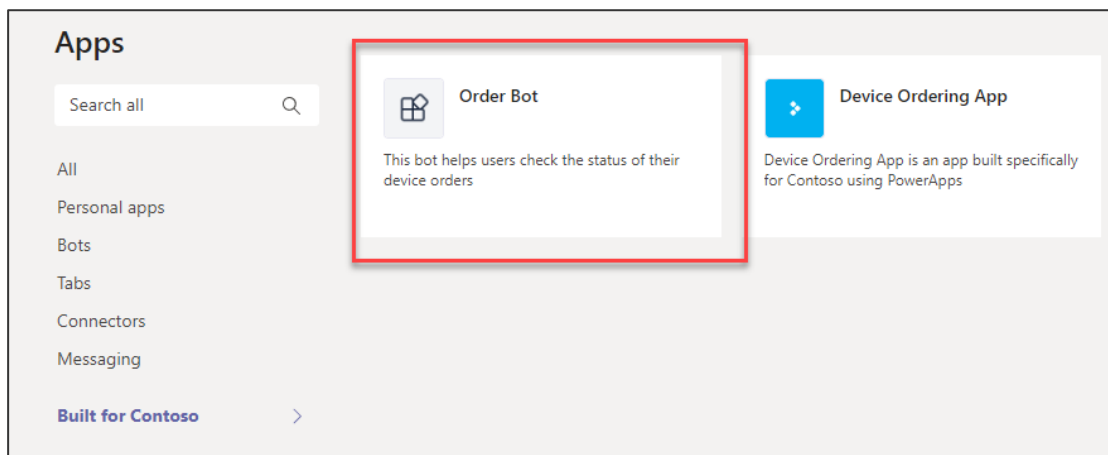 Apps
Search all
All
Personal apps
Bots
Tabs
Connectors
Messaging
Built for Contoso
Order Bot
This bot helps users check the status of their
device orders
Device Ordering App
Device Ordering App is an app built specifically
for Contoso using PowerApps